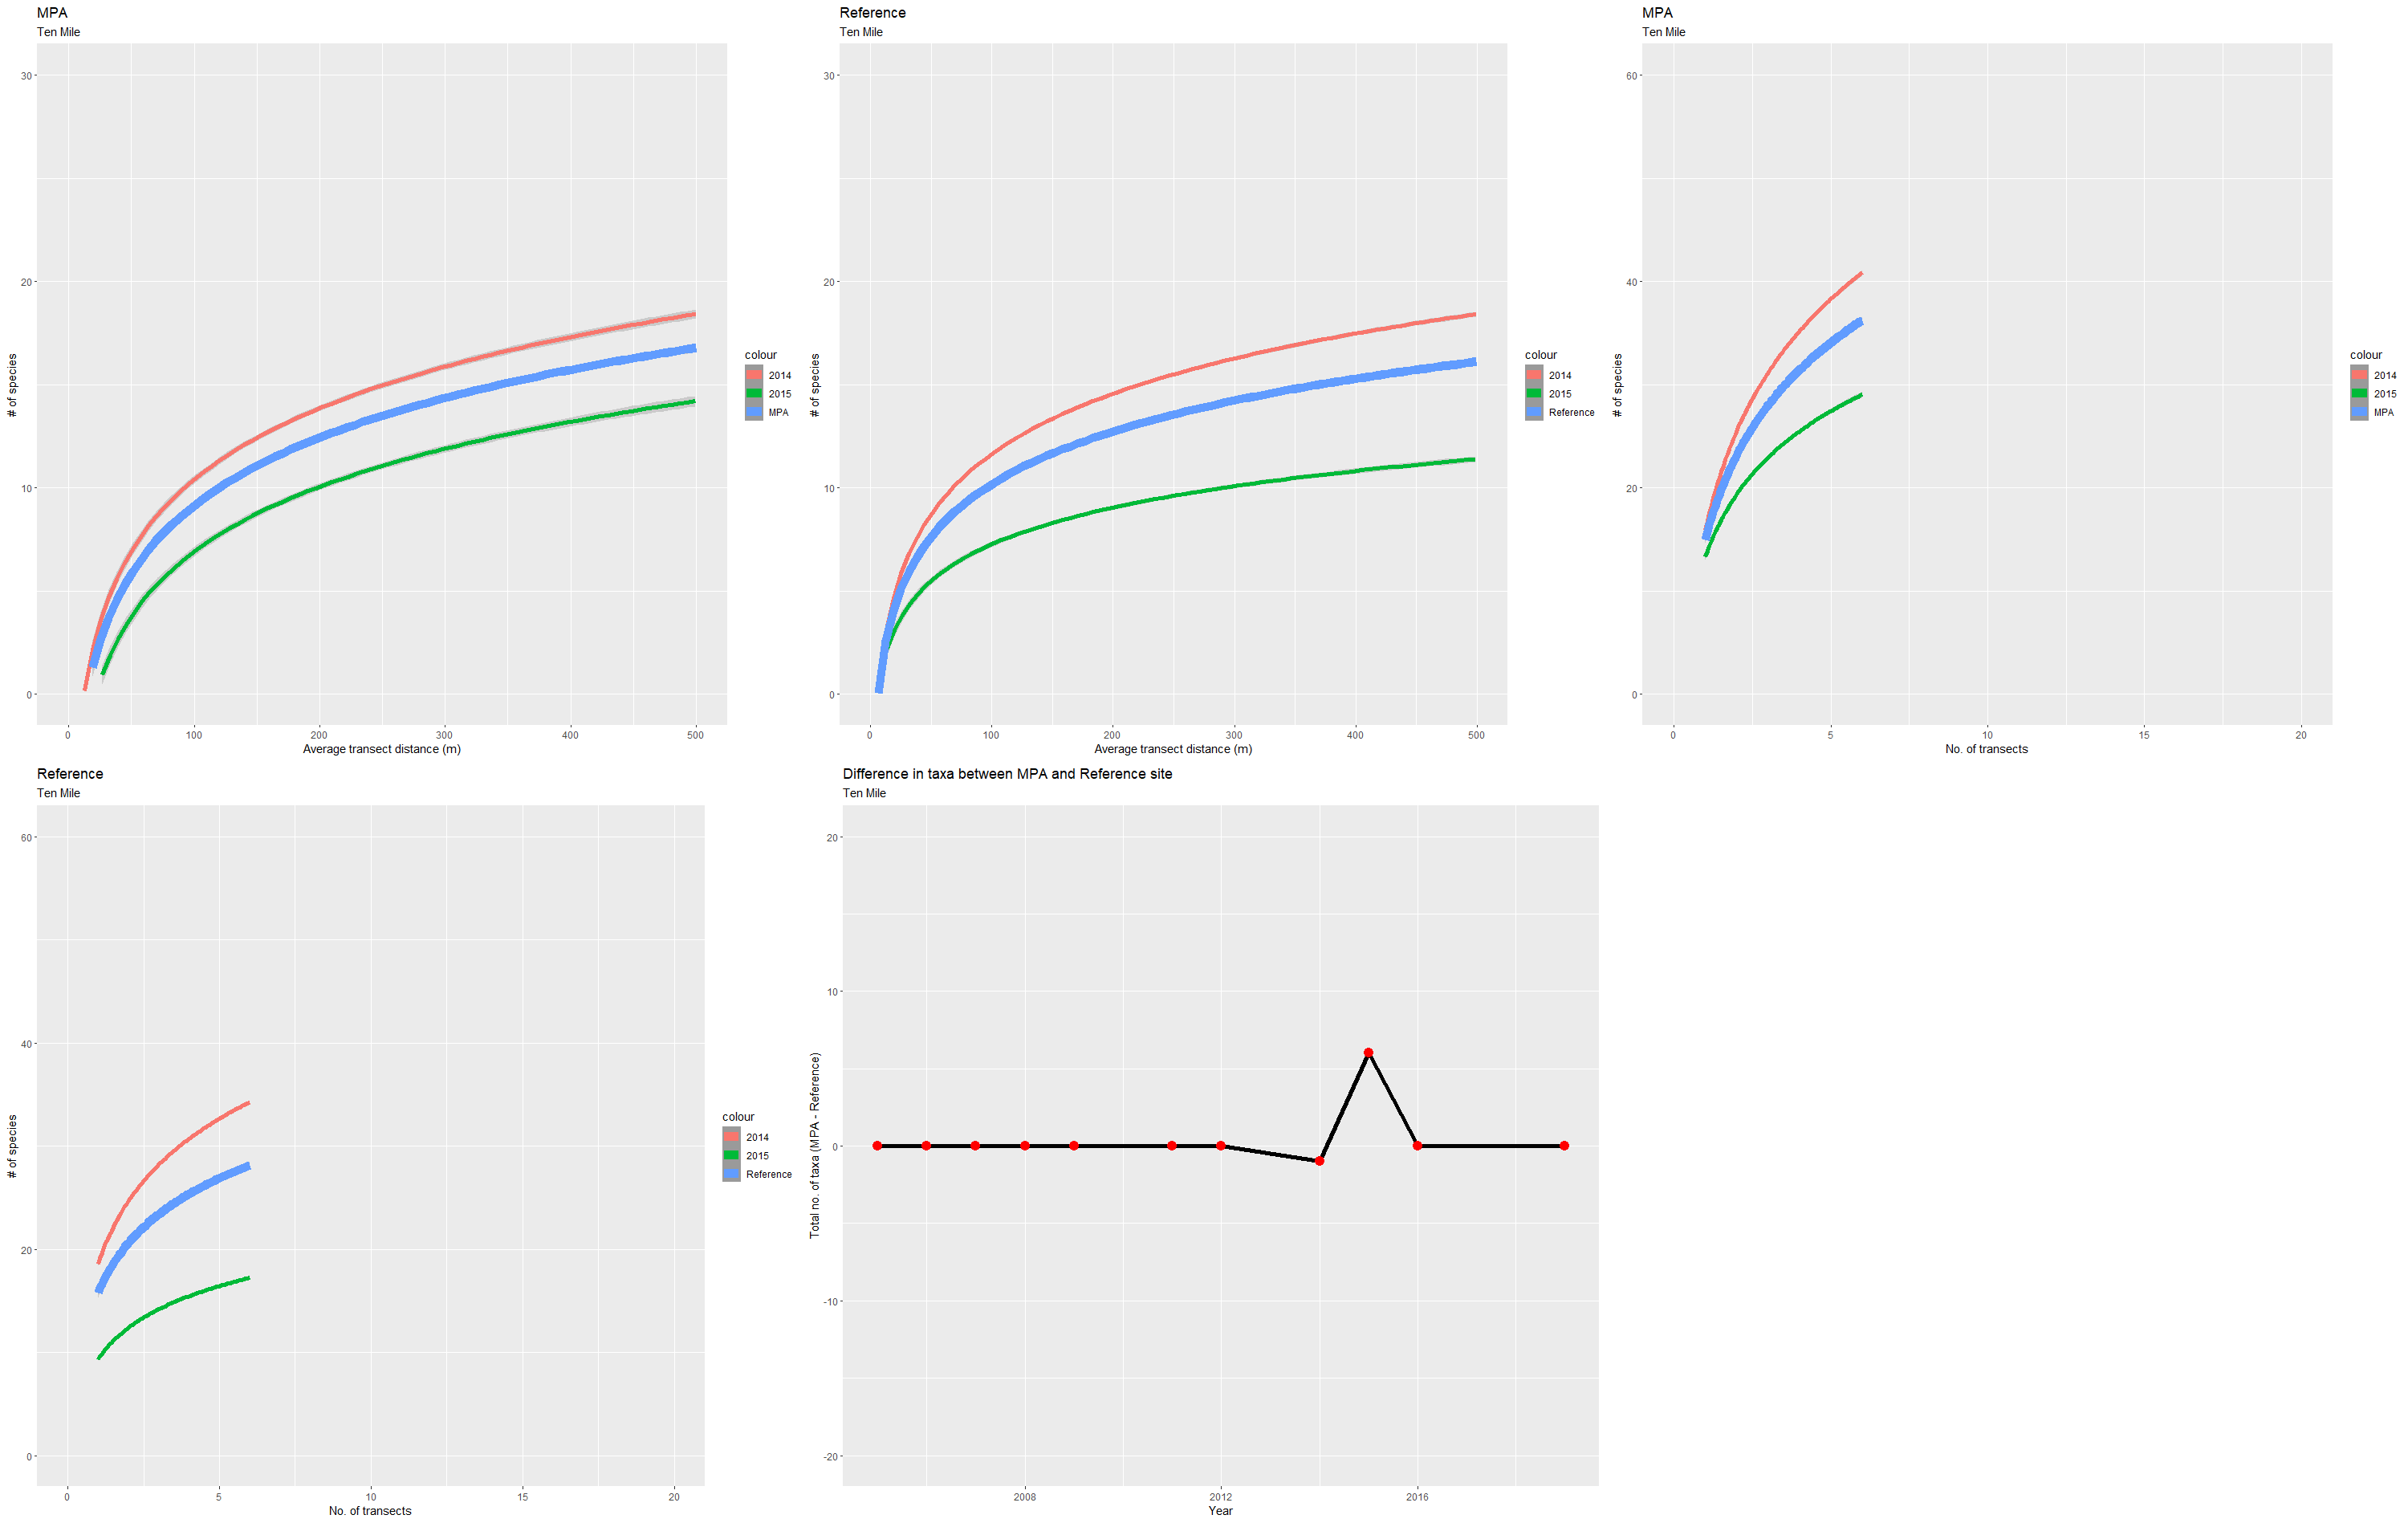 MPA
Ten Mile
30
20
10
0
# of species
0 100 200 300 400 500
Average transect distance (m)
colour
2014
2015
MPA
Reference
Ten Mile
30
20
10
0
# of species
0 100 200 300 400 500
Average transect distance (m)
colour
2014
2015
Reference
MPA
Ten Mile
60
40
20
0
# of species
0 5 10 15 20
No. of transects
colour
2014
2015
MPA
Reference
Ten Mile
60
40
20
0
# of species
0 5 10 15 20
No. of transects
colour
2014
2015
Reference
Difference in taxa between MPA and Reference site
Ten Mile
20
10
0
-10
-20
Total no. of taxa (MPA - Reference)
2008 2012 2016
Year